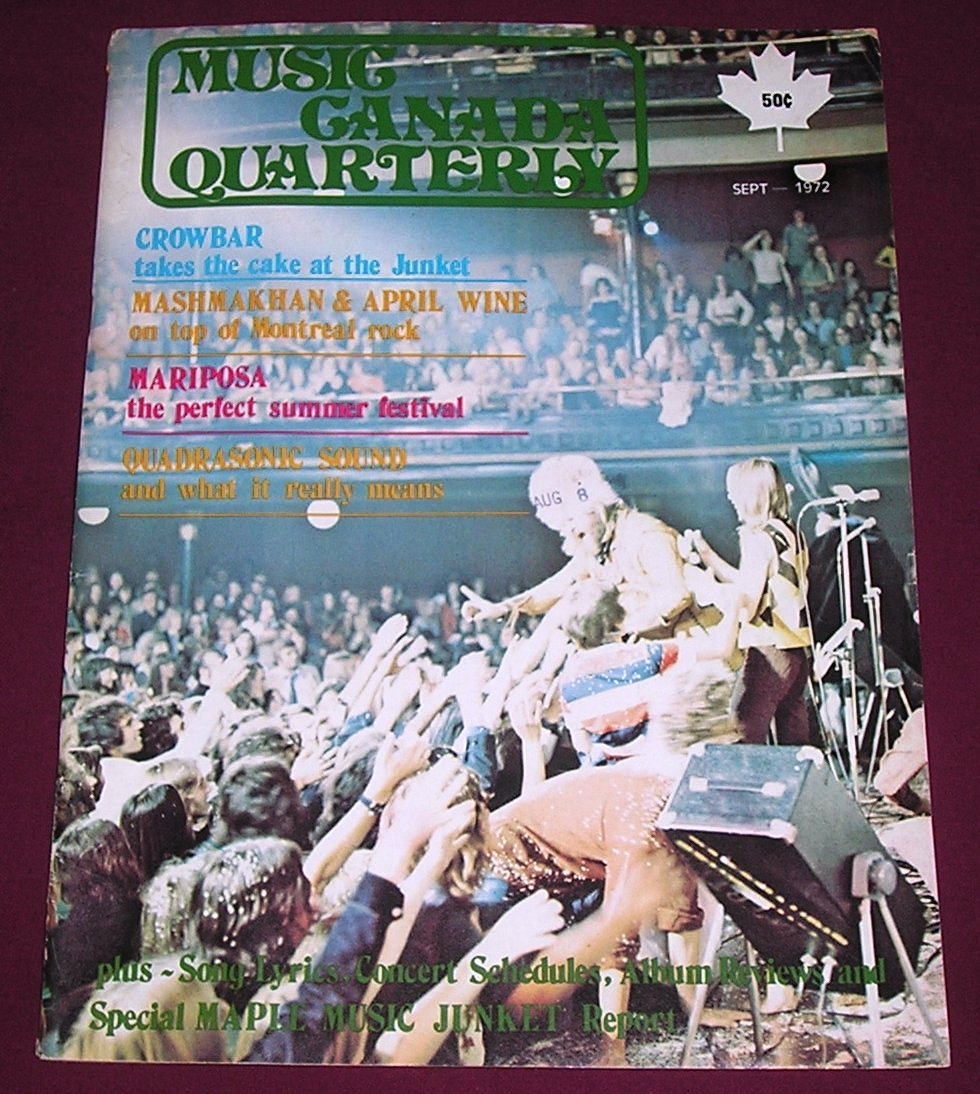 MUSIC
CANADA
QUARTERLY
50¢
SEPT — 1972
CROWBAR
takes the cake at the Junket
MASHMAKHAN & APRIL WINE
on top of Montreal rock
MARIPOSA
the perfect summer festival
QUADRASONIC SOUND
and what it really means
AUG 8
plus ~ Song Lyrics, Concert Schedules, Album Reviews and
Special MAPLE MUSIC JUNKET Report